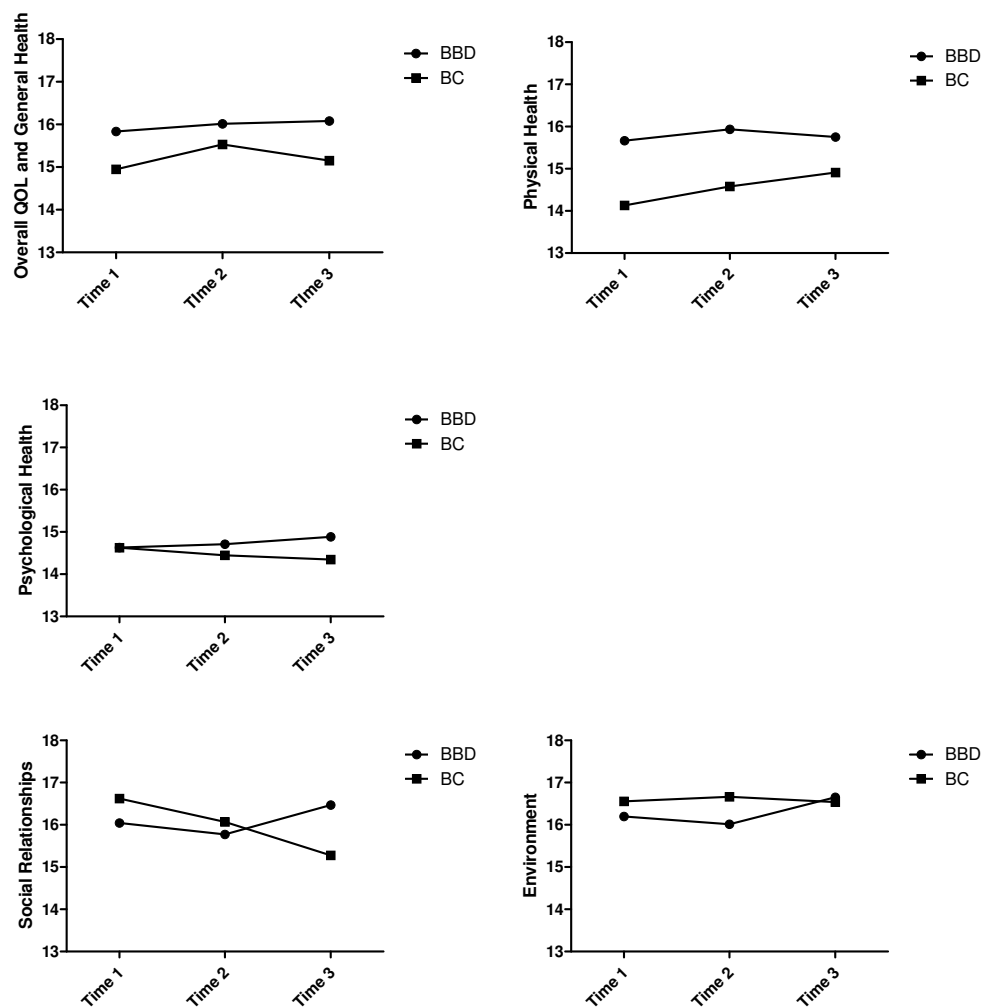 Overall QOL and General Health
18
17
16
15
14
13
Time 1
TIme 2
TIme 3
BBD
BC
Physical Health
18
17
16
15
14
13
Time 1
Time 2
Time 3
BBD
BC
Psychological Health
18
17
16
15
14
13
Time 1
Time 2
Time 3
BBD
BC
Social Relationships
18
17
16
15
14
13
Time 1
Time 2
Time 3
BBD
BC
Environment
18
17
16
15
14
13
Time 1
Time 2
Time 3
BBD
BC